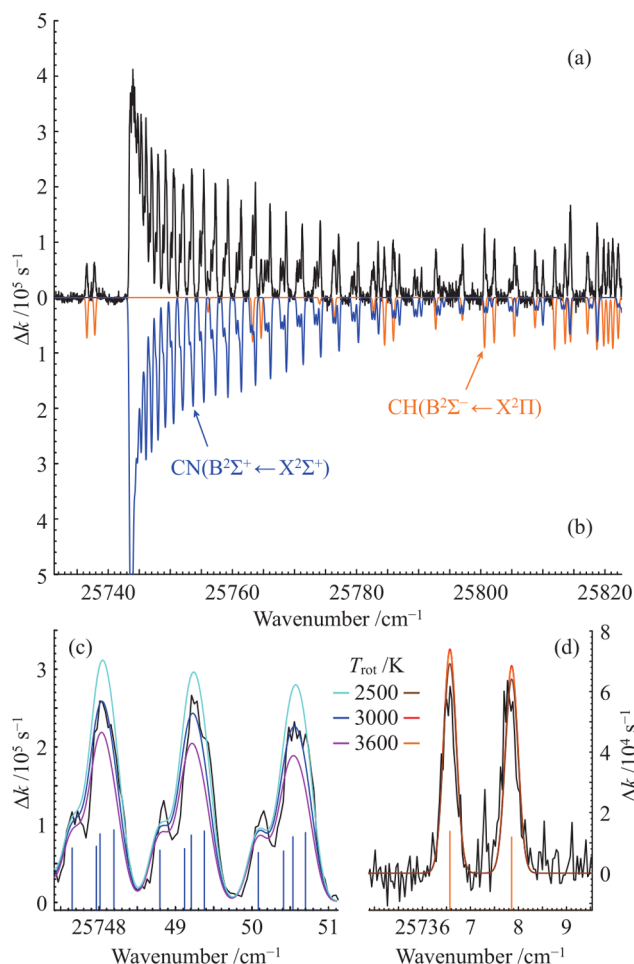 (a)
5
4
3
2
1
0
1
2
3
4
5
Δk /10⁵ s⁻¹
CH(B²Σ⁻ ← X²Π)
CN(B²Σ⁺ ← X²Σ⁺)
(b)
25740 25760 25780 25800 25820
Wavenumber /cm⁻¹
(c)
(d)
3
2
1
0
Δk /10⁵ s⁻¹
T_rot /K
2500
3000
3600
8
6
4
2
0
Δk /10⁴ s⁻¹
25748 49 50 51
Wavenumber /cm⁻¹
25736 7 8 9
Wavenumber /cm⁻¹